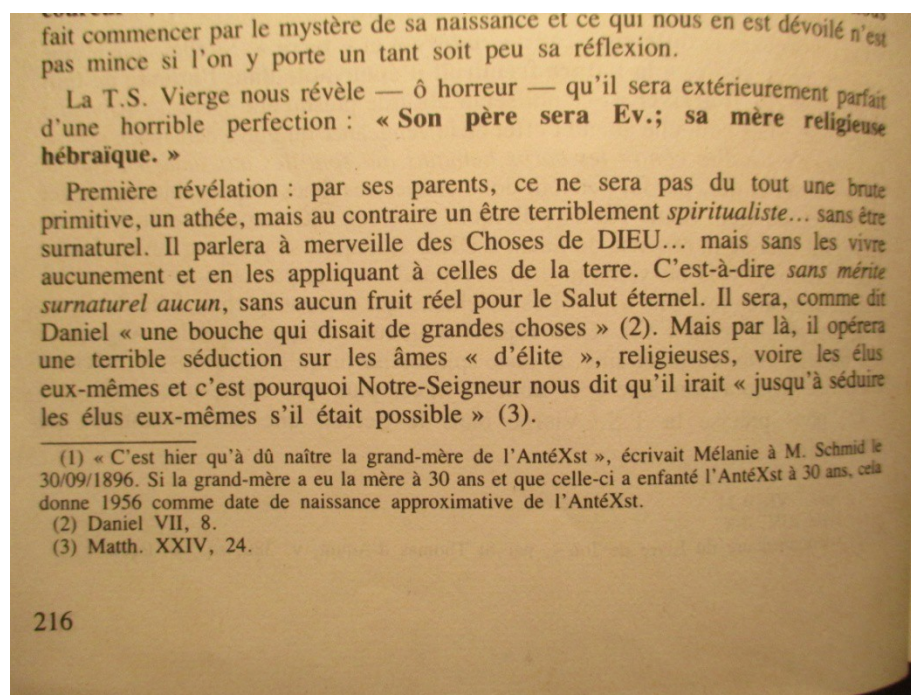 fait commencer par le mystère de sa naissance et ce qui nous en est dévoilé n'est
pas mince si l'on y porte un tant soit peu sa réflexion.
La T.S. Vierge nous révèle — ô horreur — qu'il sera extérieurement parfait
d'une horrible perfection : « Son père sera Ev.; sa mère religieuse
hébraïque. »
Première révélation : par ses parents, ce ne sera pas du tout une brute
primitive, un athée, mais au contraire un être terriblement spiritualiste... sans être
surnaturel. Il parlera à merveille des Choses de DIEU... mais sans les vivre
aucunement et en les appliquant à celles de la terre. C'est-à-dire sans mérite
surnaturel aucun, sans aucun fruit réel pour le Salut éternel. Il sera, comme dit
Daniel « une bouche qui disait de grandes choses » (2). Mais par là, il opérera
une terrible séduction sur les âmes « d'élite », religieuses, voire les élus
eux-mêmes et c'est pourquoi Notre-Seigneur nous dit qu'il irait « jusqu'à séduire
les élus eux-mêmes s'il était possible » (3).
(1) « C'est hier qu'à dû naître la grand-mère de l'AntéXst », écrivait Mélanie à M. Schmid le
30/09/1896. Si la grand-mère a eu la mère à 30 ans et que celle-ci a enfanté l'AntéXst à 30 ans, cela
donne 1956 comme date de naissance approximative de l'AntéXst.
(2) Daniel VII, 8.
(3) Matth. XXIV, 24.
216